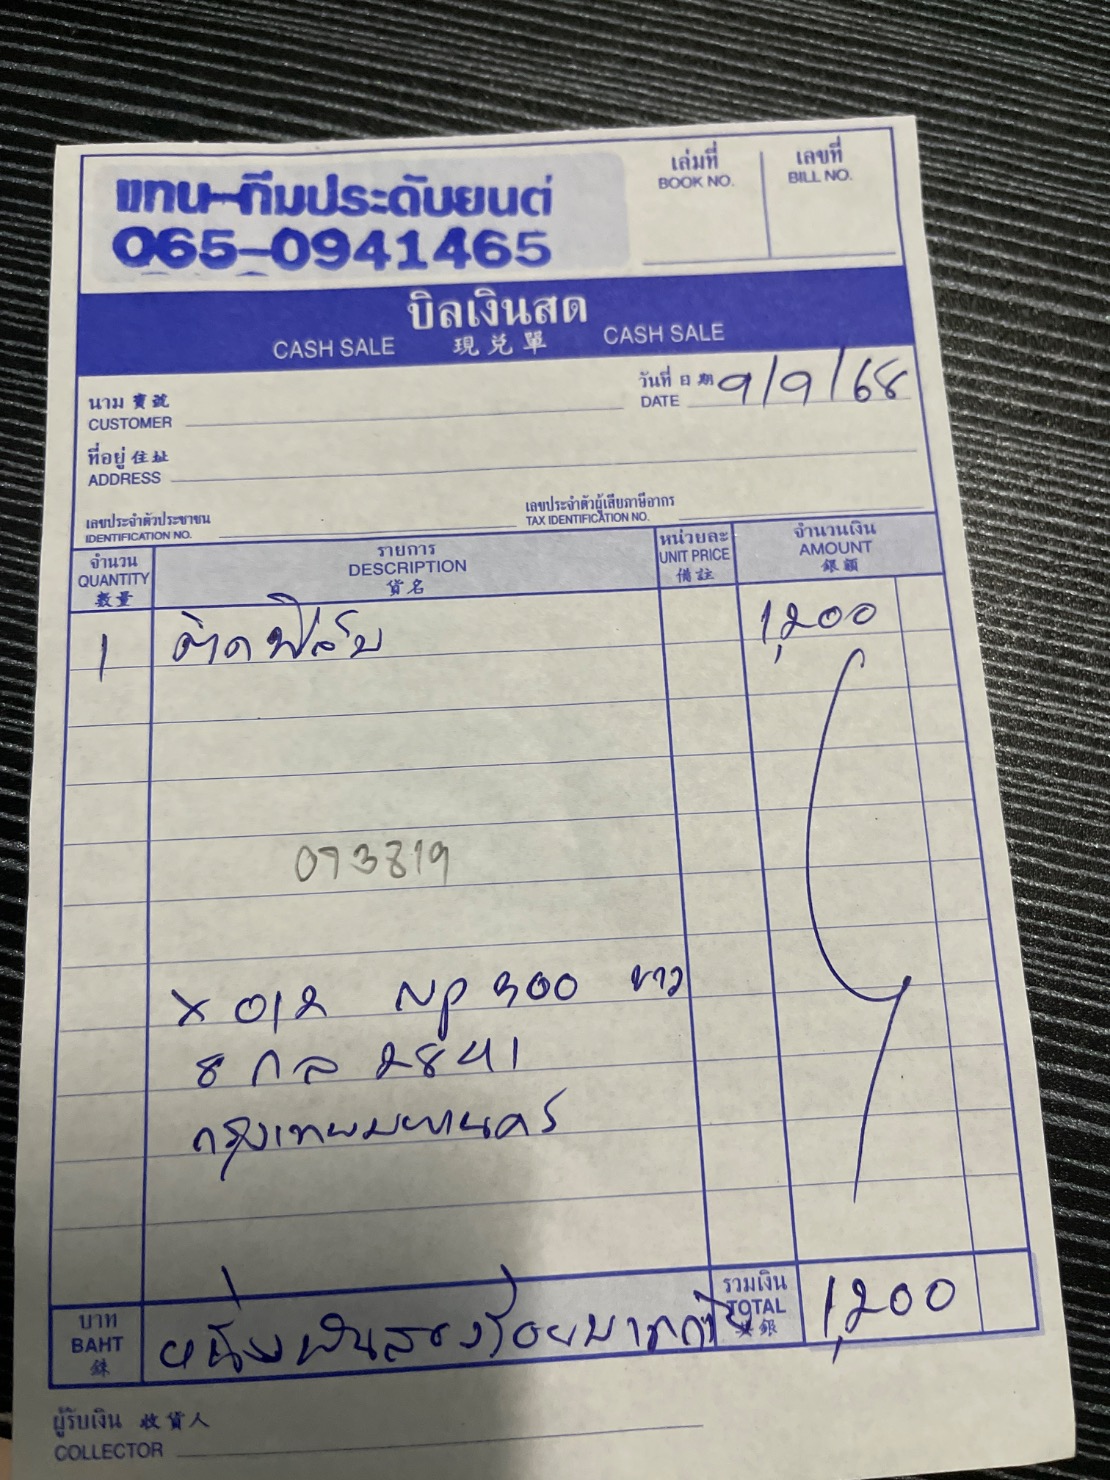 แทน-ทีมประดับยนต์
065-0941465
เล่มที่
BOOK NO.
เลขที่
BILL NO.
บิลเงินสด
CASH SALE 現兌單 CASH SALE
นาม 寳號
CUSTOMER
วันที่ 日期 9/9/68
DATE
ที่อยู่ 住址
ADDRESS
เลขประจำตัวประชาชน
IDENTIFICATION NO.
เลขประจำตัวผู้เสียภาษีอากร
TAX IDENTIFICATION NO.
จำนวน
QUANTITY
數量
รายการ
DESCRIPTION
貨名
หน่วยละ
UNIT PRICE
備註
จำนวนเงิน
AMOUNT
銀額
1 ติดฟิล์ม 1,200
073819
X 012 NP 300 ขาว
8 กล 2841
กรุงเทพมหานคร
บาท
BAHT
銖
หนึ่งพันสองร้อยบาทถ้วน
รวมเงิน
TOTAL
共銀
1,200
ผู้รับเงิน 收貨人
COLLECTOR